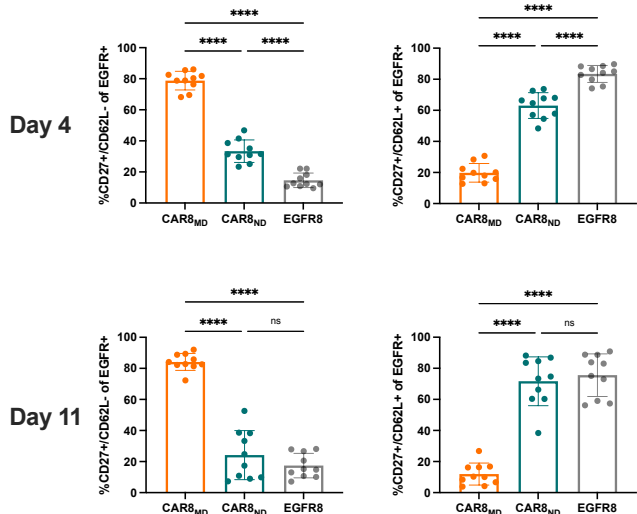 Day 4
%CD27+/CD62L- of EGFR+
100
80
60
40
20
0
****
**** ****
CAR8MD CAR8ND EGFR8
%CD27+/CD62L+ of EGFR+
100
80
60
40
20
0
****
**** ****
CAR8MD CAR8ND EGFR8
Day 11
%CD27+/CD62L- of EGFR+
100
80
60
40
20
0
****
**** ns
CAR8MD CAR8ND EGFR8
%CD27+/CD62L+ of EGFR+
100
80
60
40
20
0
****
**** ns
CAR8MD CAR8ND EGFR8